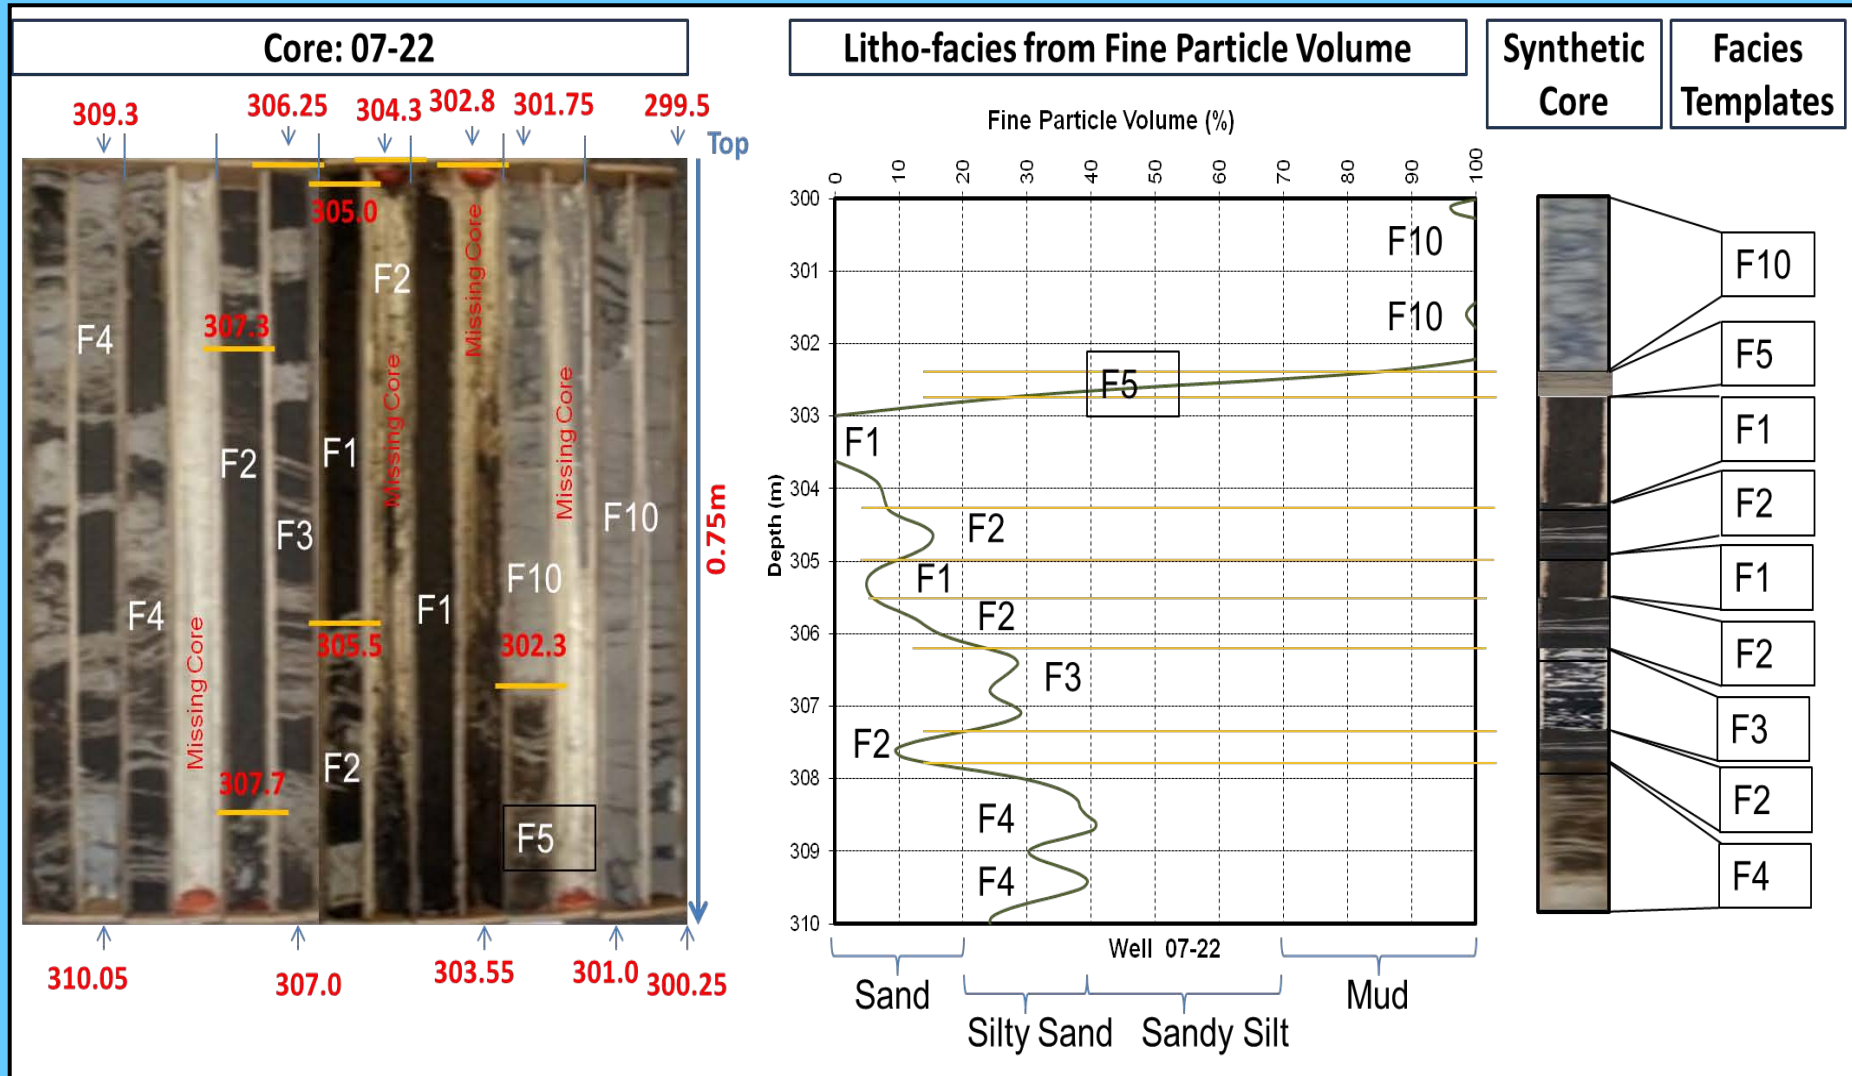 Core: 07-22
309.3
306.25
304.3
302.8
301.75
299.5
Top
305.0
F2
Missing Core
F4
307.3
Missing Core
Missing Core
F2
F1
F3
F10
F10
F4
F1
305.5
302.3
Missing Core
0.75m
F2
307.7
F5
310.05
307.0
303.55
301.0
300.25
Litho-facies from Fine Particle Volume
Fine Particle Volume (%)
0 10 20 30 40 50 60 70 80 90 100
Depth (m)
300
301
302
303
304
305
306
307
308
309
310
F10
F10
F5
F1
F2
F1
F2
F3
F2
F4
F4
Well 07-22
Sand
Silty Sand
Sandy Silt
Mud
Synthetic
Core
Facies
Templates
F10
F5
F1
F2
F1
F2
F3
F2
F4